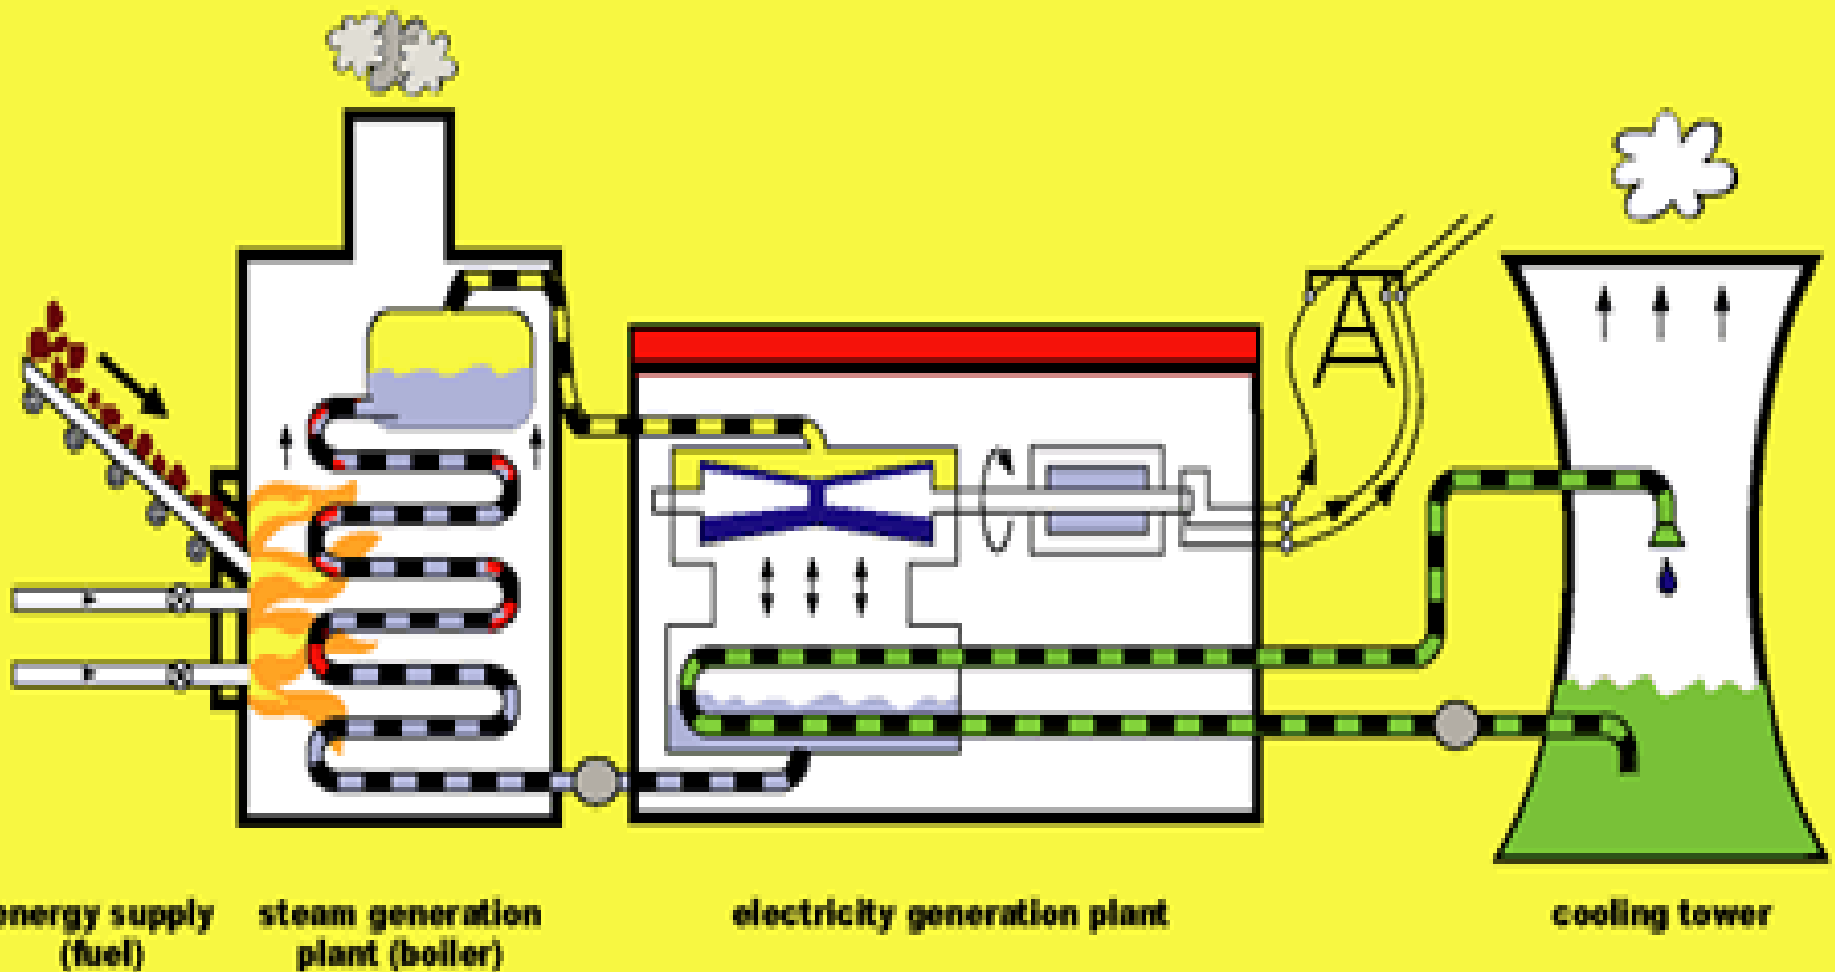 energy supply
(fuel)
steam generation
plant (boiler)
electricity generation plant
cooling tower